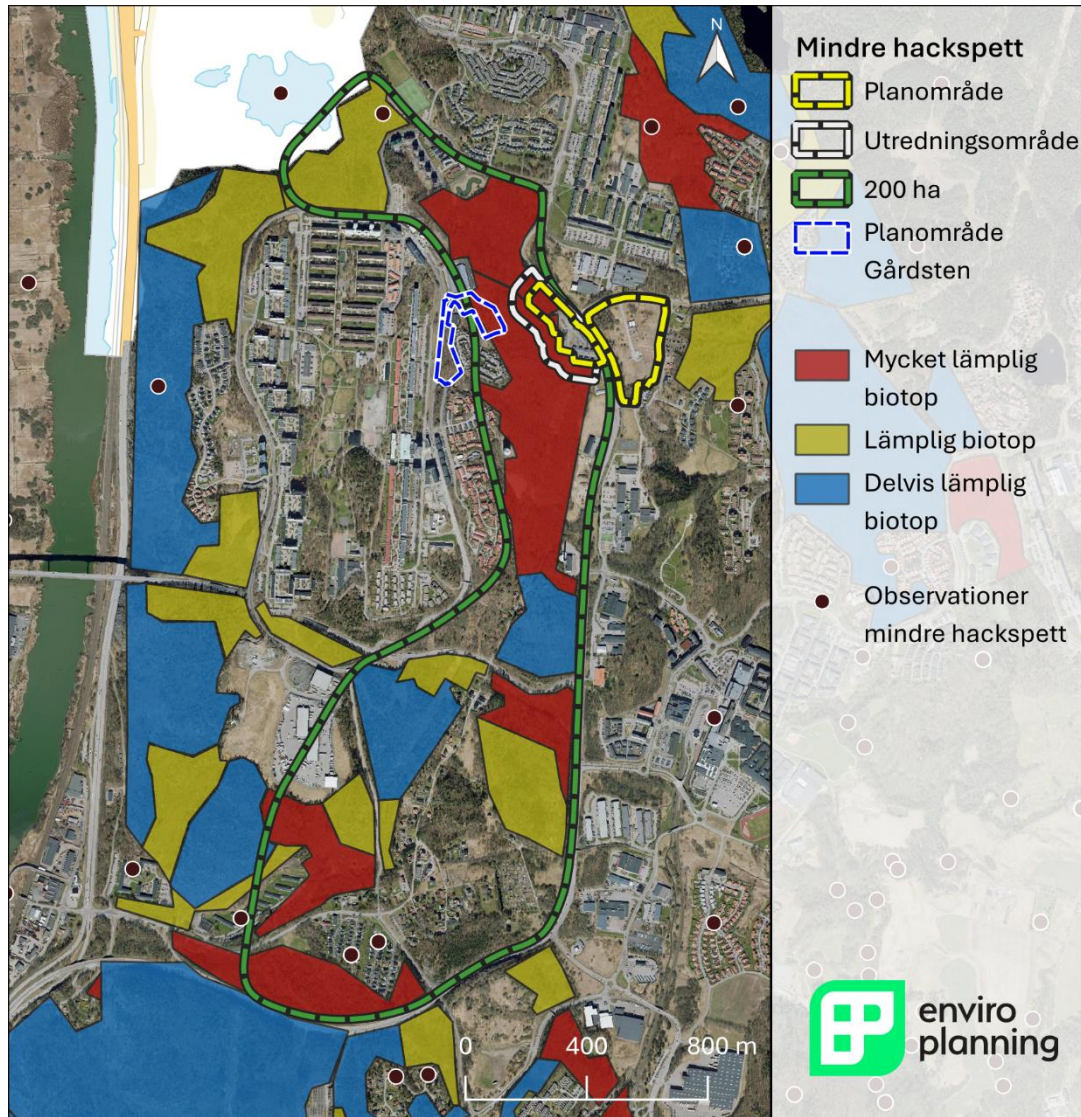 N
Mindre hackspett
Planområde
Utredningsområde
200 ha
Planområde
Gårdsten
Mycket lämplig
biotop
Lämplig biotop
Delvis lämplig
biotop
Observationer
mindre hackspett
0 400 800 m
enviro
planning